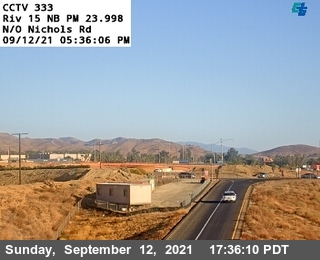 CCTV 333
Riv 15 NB PM 23.998
N/O Nichols Rd
09/12/21 05:36:06 PM
Sunday, September 12, 2021 17:36:10 PDT